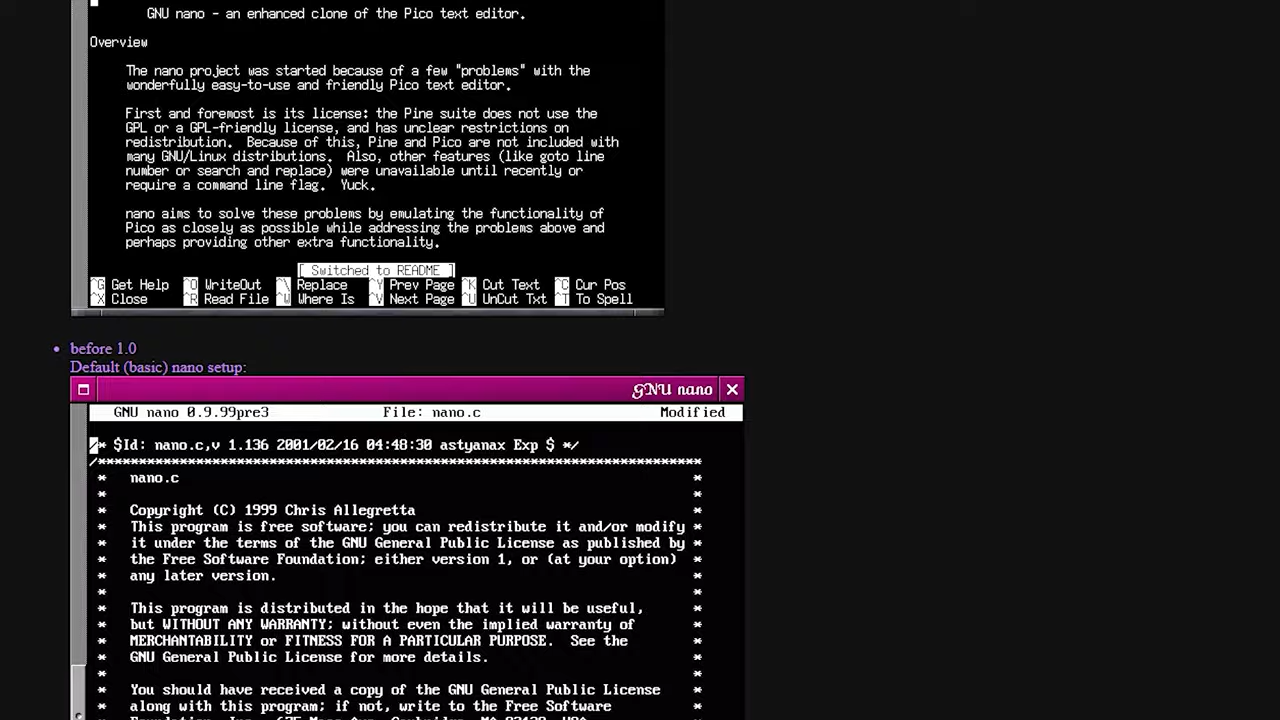 GNU nano - an enhanced clone of the Pico text editor.
Overview
The nano project was started because of a few "problems" with the
wonderfully easy-to-use and friendly Pico text editor.
First and foremost is its license: the Pine suite does not use the
GPL or a GPL-friendly license, and has unclear restrictions on
redistribution.  Because of this, Pine and Pico are not included with
many GNU/Linux distributions.  Also, other features (like goto line
number or search and replace) were unavailable until recently or
require a command line flag.  Yuck.
nano aims to solve these problems by emulating the functionality of
Pico as closely as possible while addressing the problems above and
perhaps providing other extra functionality.
[ Switched to README ]
^G Get Help ^O WriteOut ^\ Replace ^Y Prev Page ^K Cut Text ^C Cur Pos
^X Close ^R Read File ^W Where Is ^V Next Page ^U UnCut Txt ^T To Spell
• before 1.0
Default (basic) nano setup:
GNU nano
GNU nano 0.9.99pre3 File: nano.c Modified
/* $Id: nano.c,v 1.136 2001/02/16 04:48:30 astyanax Exp $ */
/**************************************************************************
* nano.c *
* *
* Copyright (C) 1999 Chris Allegretta *
* This program is free software; you can redistribute it and/or modify *
* it under the terms of the GNU General Public License as published by *
* the Free Software Foundation; either version 1, or (at your option) *
* any later version. *
* *
* This program is distributed in the hope that it will be useful, *
* but WITHOUT ANY WARRANTY; without even the implied warranty of *
* MERCHANTABILITY or FITNESS FOR A PARTICULAR PURPOSE.  See the *
* GNU General Public License for more details. *
* *
* You should have received a copy of the GNU General Public License *
* along with this program; if not, write to the Free Software *